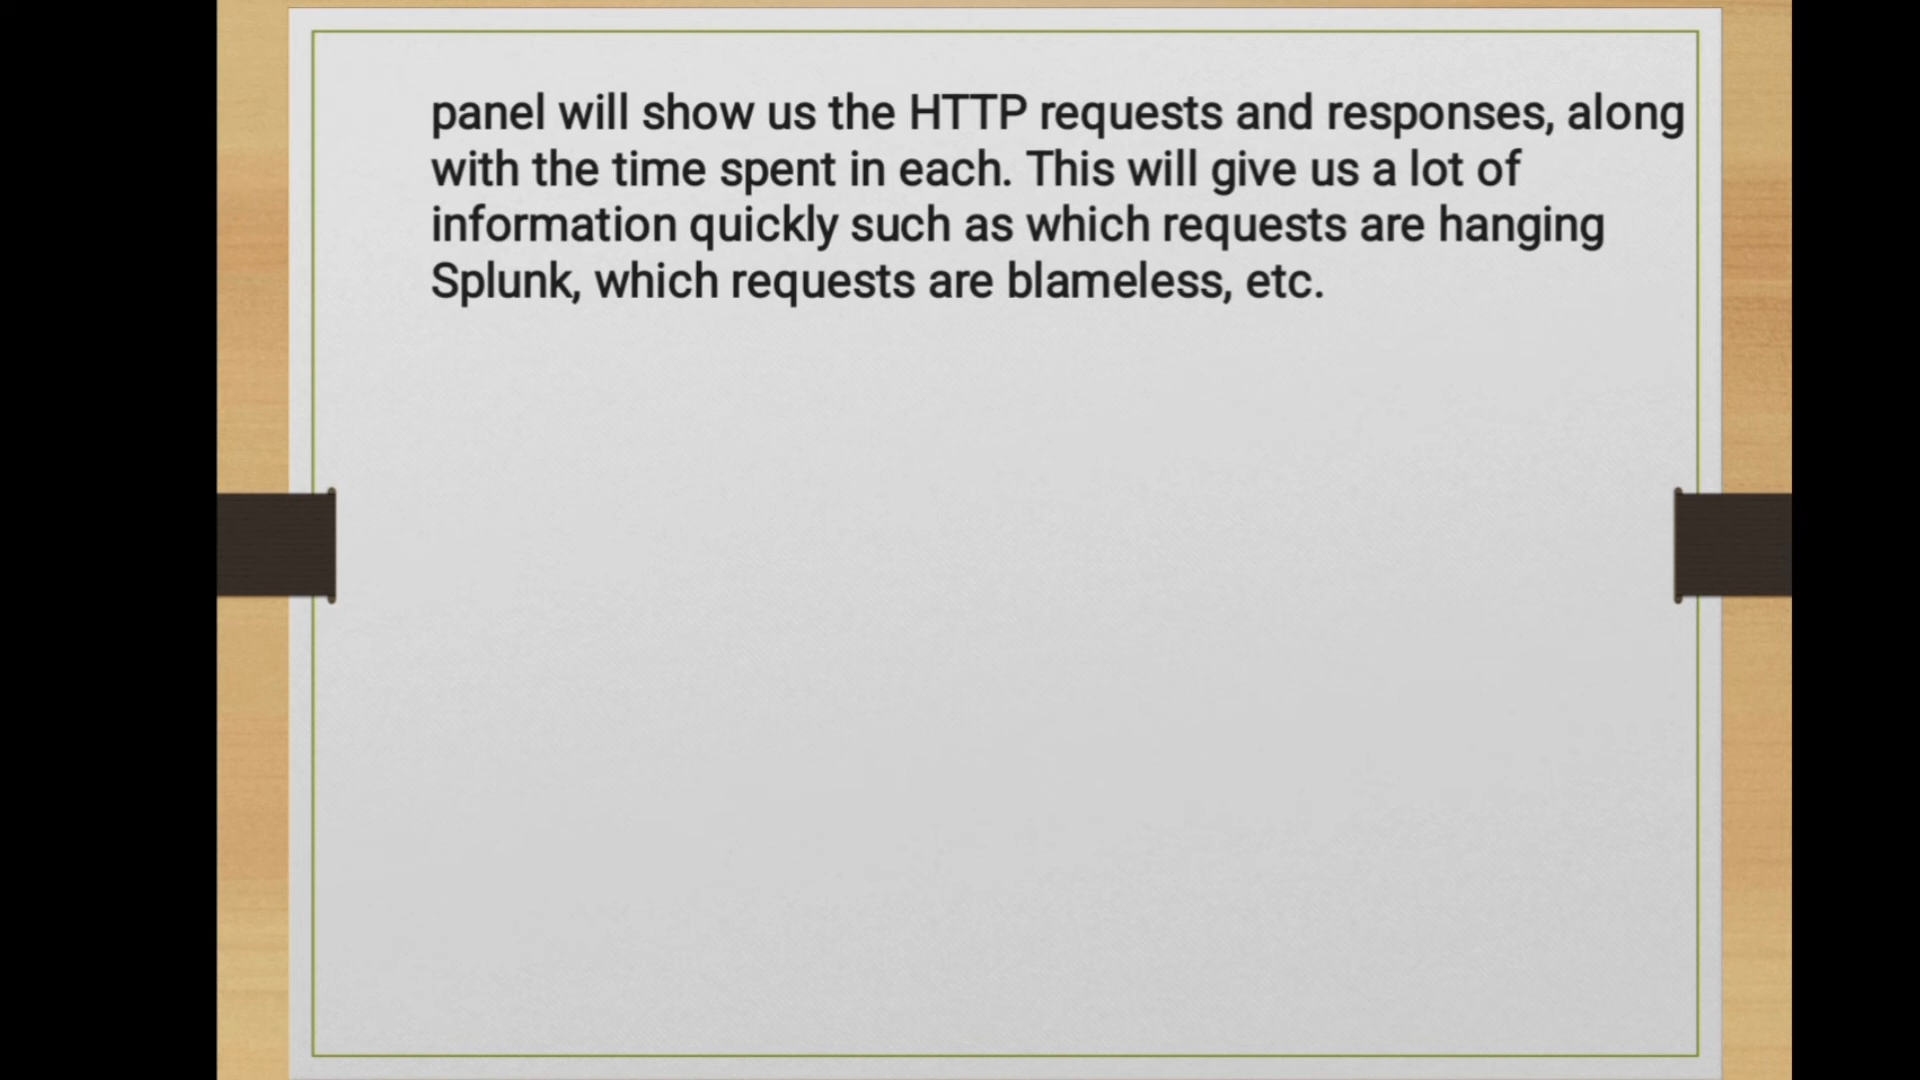 panel will show us the HTTP requests and responses, along
with the time spent in each. This will give us a lot of
information quickly such as which requests are hanging
Splunk, which requests are blameless, etc.